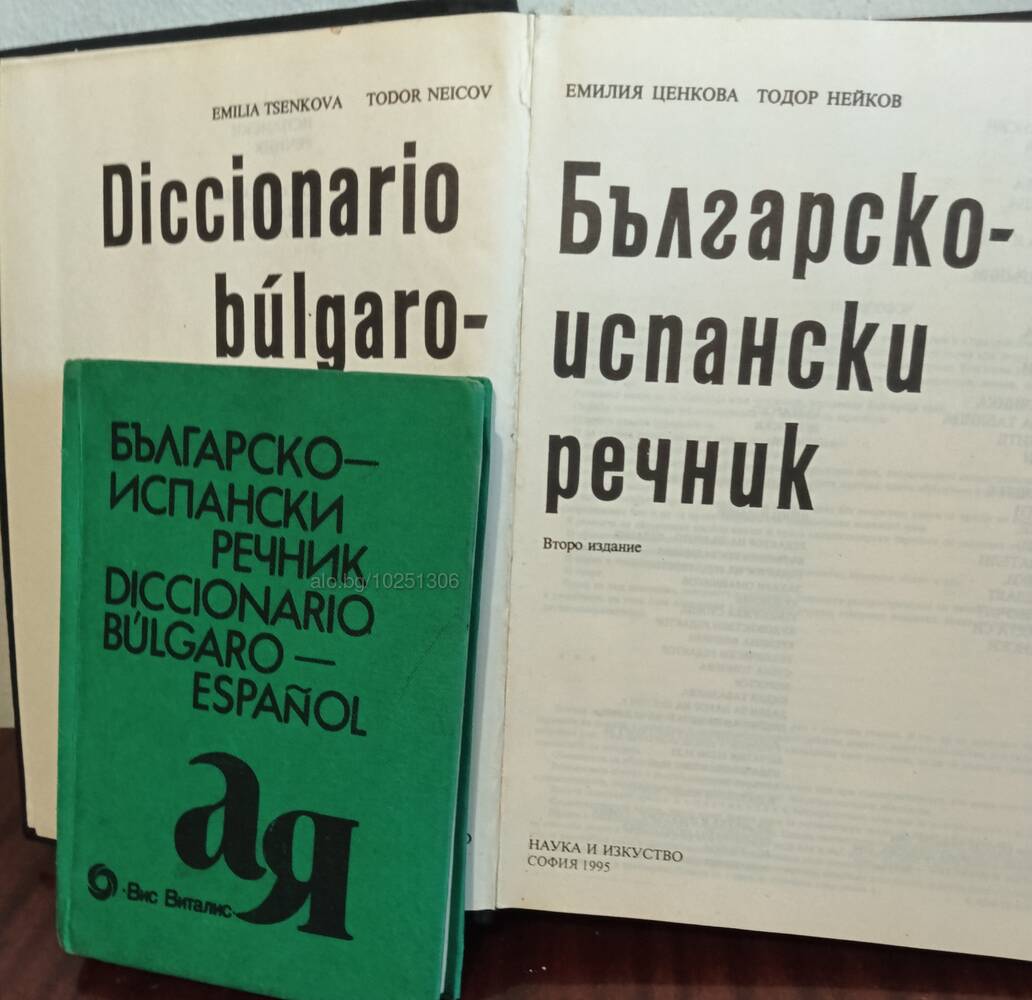 EMILIA TSENKOVA TODOR NEICOV
Diccionario
búlgaro-
ЕМИЛИЯ ЦЕНКОВА ТОДОР НЕЙКОВ
Българско-
испански
речник
Второ издание
НАУКА И ИЗКУСТВО
СОФИЯ 1995
БЪЛГАРСКО—
ИСПАНСКИ
РЕЧНИК
DICCIONARIO
BÚLGARO—
ESPAÑOL
ая
·Вис Виталис·
alo.bg/10251306